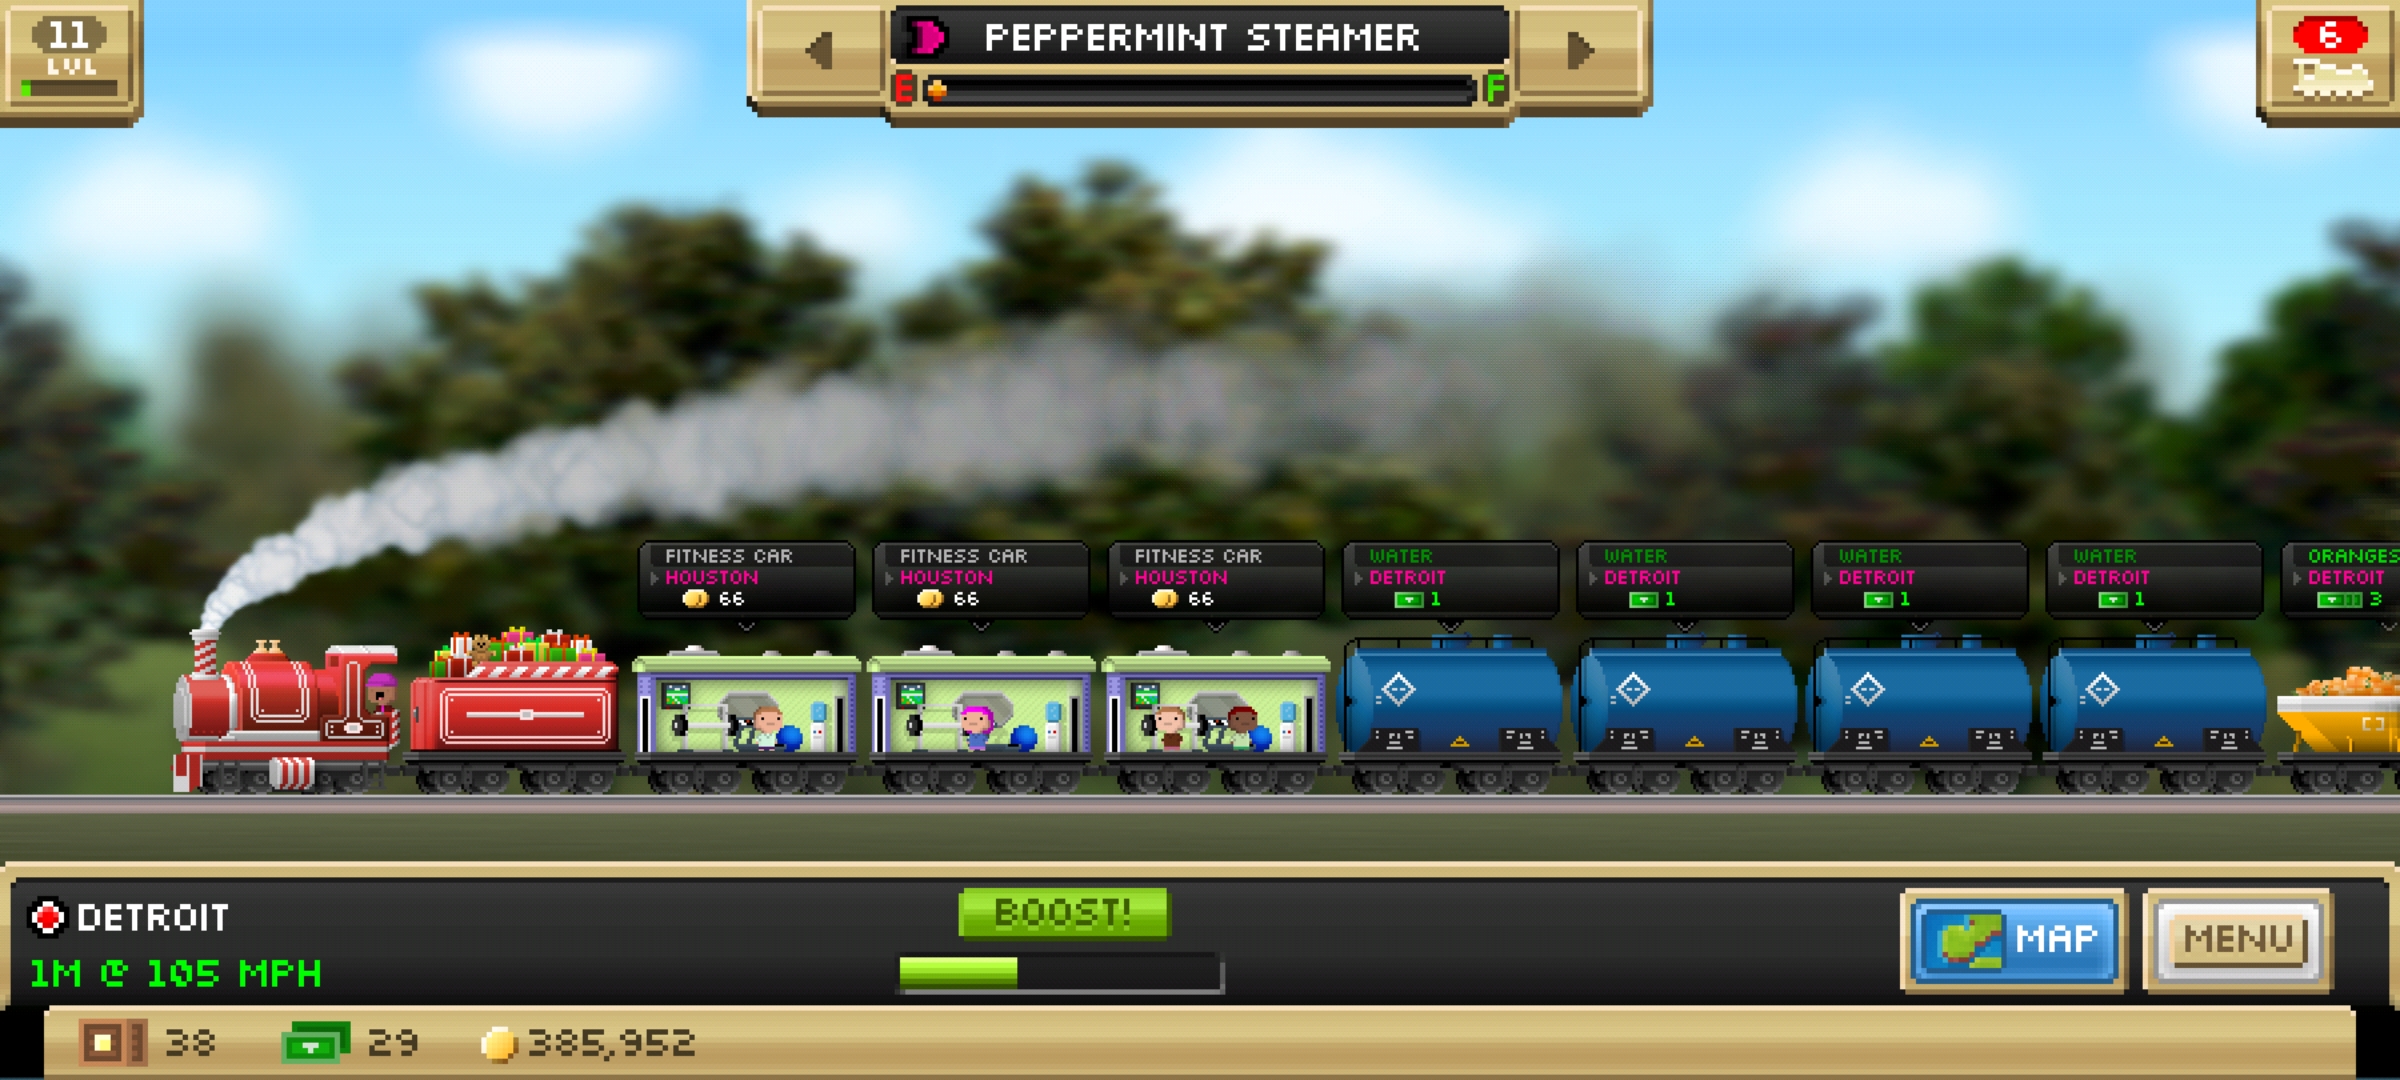 11
LVL
PEPPERMINT STEAMER
E F
6
FITNESS CAR
HOUSTON
66
FITNESS CAR
HOUSTON
66
FITNESS CAR
HOUSTON
66
WATER
DETROIT
1
WATER
DETROIT
1
WATER
DETROIT
1
WATER
DETROIT
1
ORANGES
DETROIT
3
DETROIT
1M @ 105 MPH
BOOST!
MAP
MENU
38
29
385,952